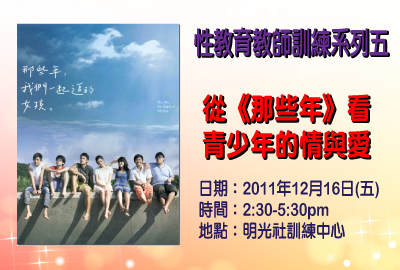 那些年，
我們一起追的
女孩。
性教育教師訓練系列五
從《那些年》看
青少年的情與愛
日期：2011年12月16日(五)
時間：2:30-5:30pm
地點：明光社訓練中心